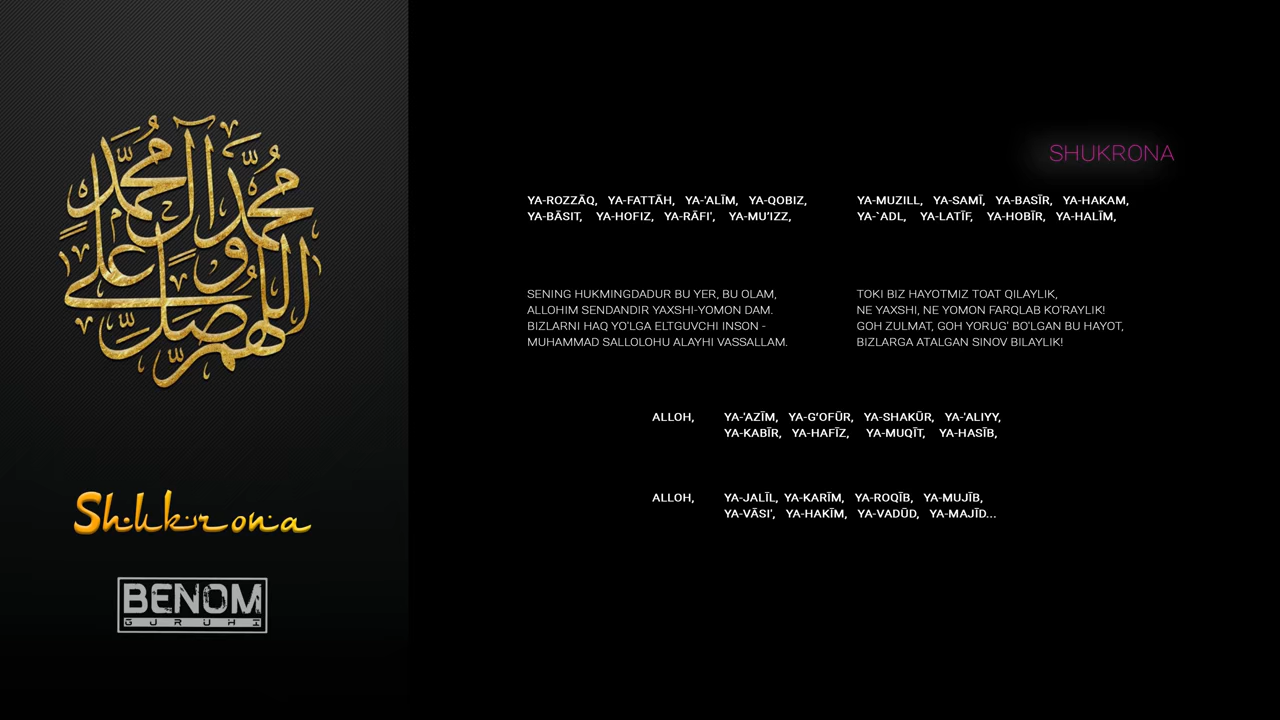 اللهم صل على محمد وآل محمد
Shukrona
BENOM
GURUHI
SHUKRONA
YA-ROZZĀQ, YA-FATTĀH, YA-'ALĪM, YA-QOBIZ,
YA-BĀSIT, YA-HOFIZ, YA-RĀFI', YA-MU'IZZ,
YA-MUZILL, YA-SAMĪ, YA-BASĪR, YA-HAKAM,
YA-`ADL, YA-LATĪF, YA-HOBĪR, YA-HALĪM,
SENING HUKMINGDADUR BU YER, BU OLAM,
ALLOHIM SENDANDIR YAXSHI-YOMON DAM.
BIZLARNI HAQ YO'LGA ELTGUVCHI INSON -
MUHAMMAD SALLOLOHU ALAYHI VASSALLAM.
TOKI BIZ HAYOTMIZ TOAT QILAYLIK,
NE YAXSHI, NE YOMON FARQLAB KO'RAYLIK!
GOH ZULMAT, GOH YORUG' BO'LGAN BU HAYOT,
BIZLARGA ATALGAN SINOV BILAYLIK!
ALLOH, YA-'AZĪM, YA-G'OFŪR, YA-SHAKŪR, YA-'ALIYY,
YA-KABĪR, YA-HAFĪZ, YA-MUQĪT, YA-HASĪB,
ALLOH, YA-JALĪL, YA-KARĪM, YA-ROQĪB, YA-MUJĪB,
YA-VĀSI', YA-HAKĪM, YA-VADŪD, YA-MAJĪD...